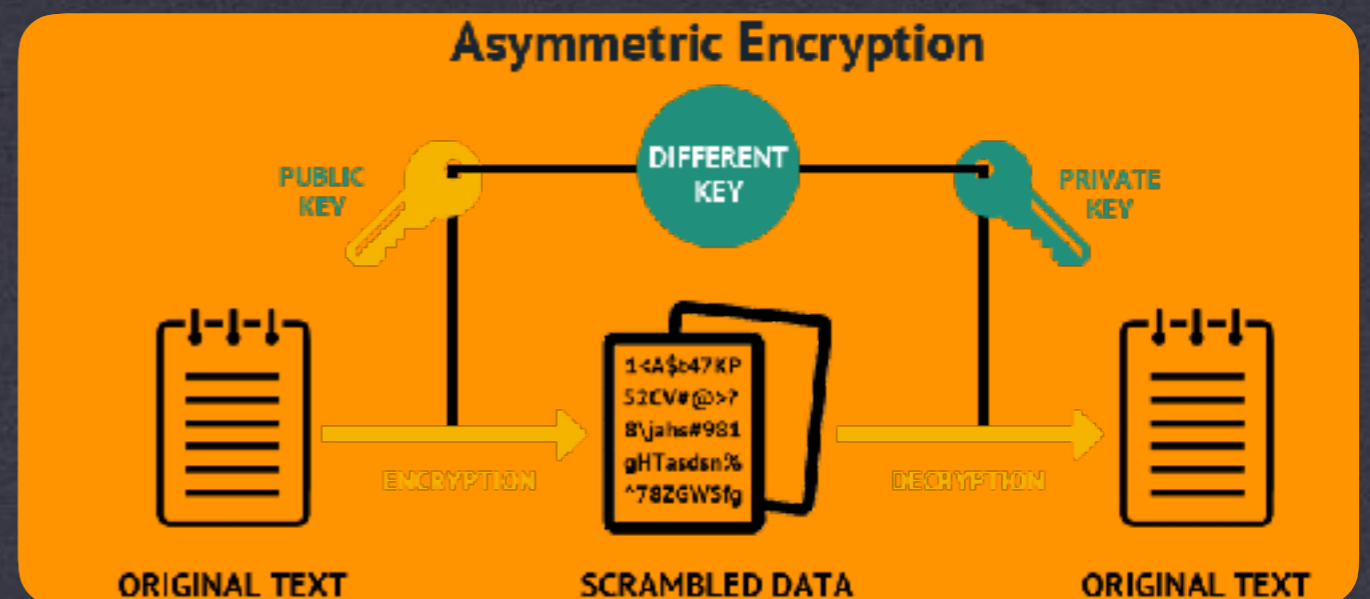 Asymmetric Encryption
DIFFERENT
KEY
PUBLIC
KEY
PRIVATE
KEY
1<A$b47KP
52CV#@>?
8\jahs#981
gHTasdsn%
^78ZGWSfg
ENCRYPTION
DECRYPTION
ORIGINAL TEXT
SCRAMBLED DATA
ORIGINAL TEXT